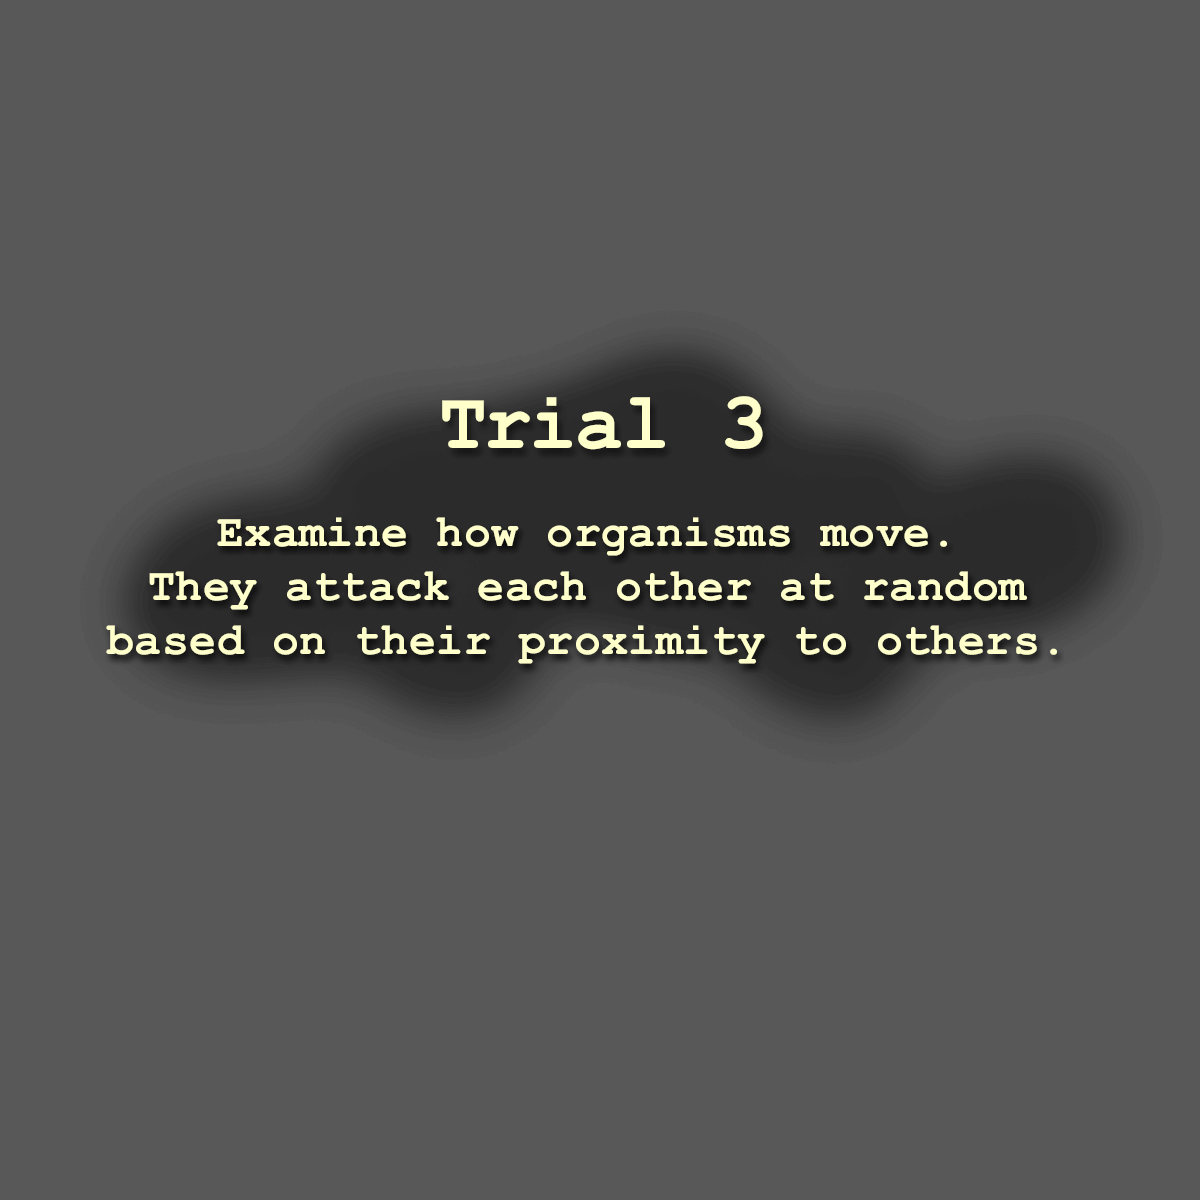 Trial 3
Examine how organisms move.
They attack each other at random
based on their proximity to others.